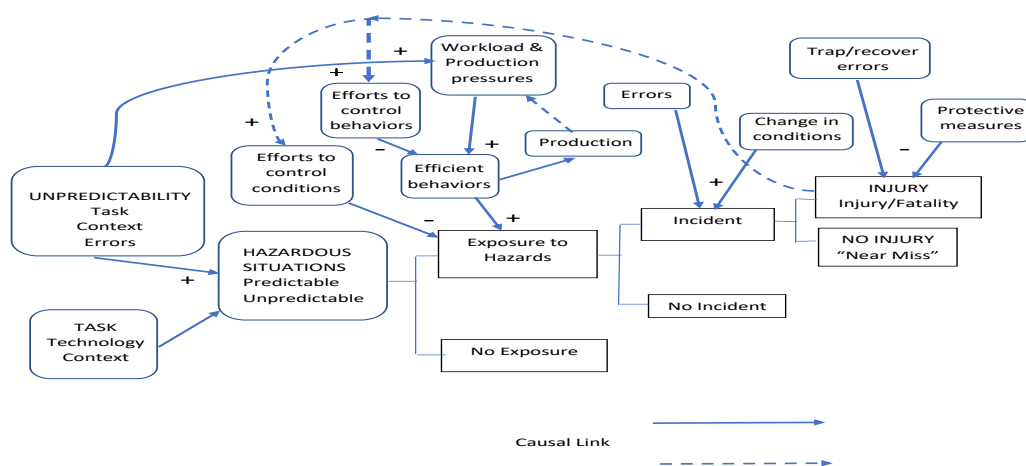 Workload &
Production
pressures
+
Trap/recover
errors
+
Efforts to
control
behaviors
Errors
Protective
measures
+
Change in
conditions
Production
+
–
–
Efforts to
control
conditions
Efficient
behaviors
UNPREDICTABILITY
Task
Context
Errors
+
INJURY
Injury/Fatality
–
+
Incident
Exposure to
Hazards
NO INJURY
“Near Miss”
HAZARDOUS
SITUATIONS
Predictable
Unpredictable
+
No Incident
TASK
Technology
Context
No Exposure
Causal Link